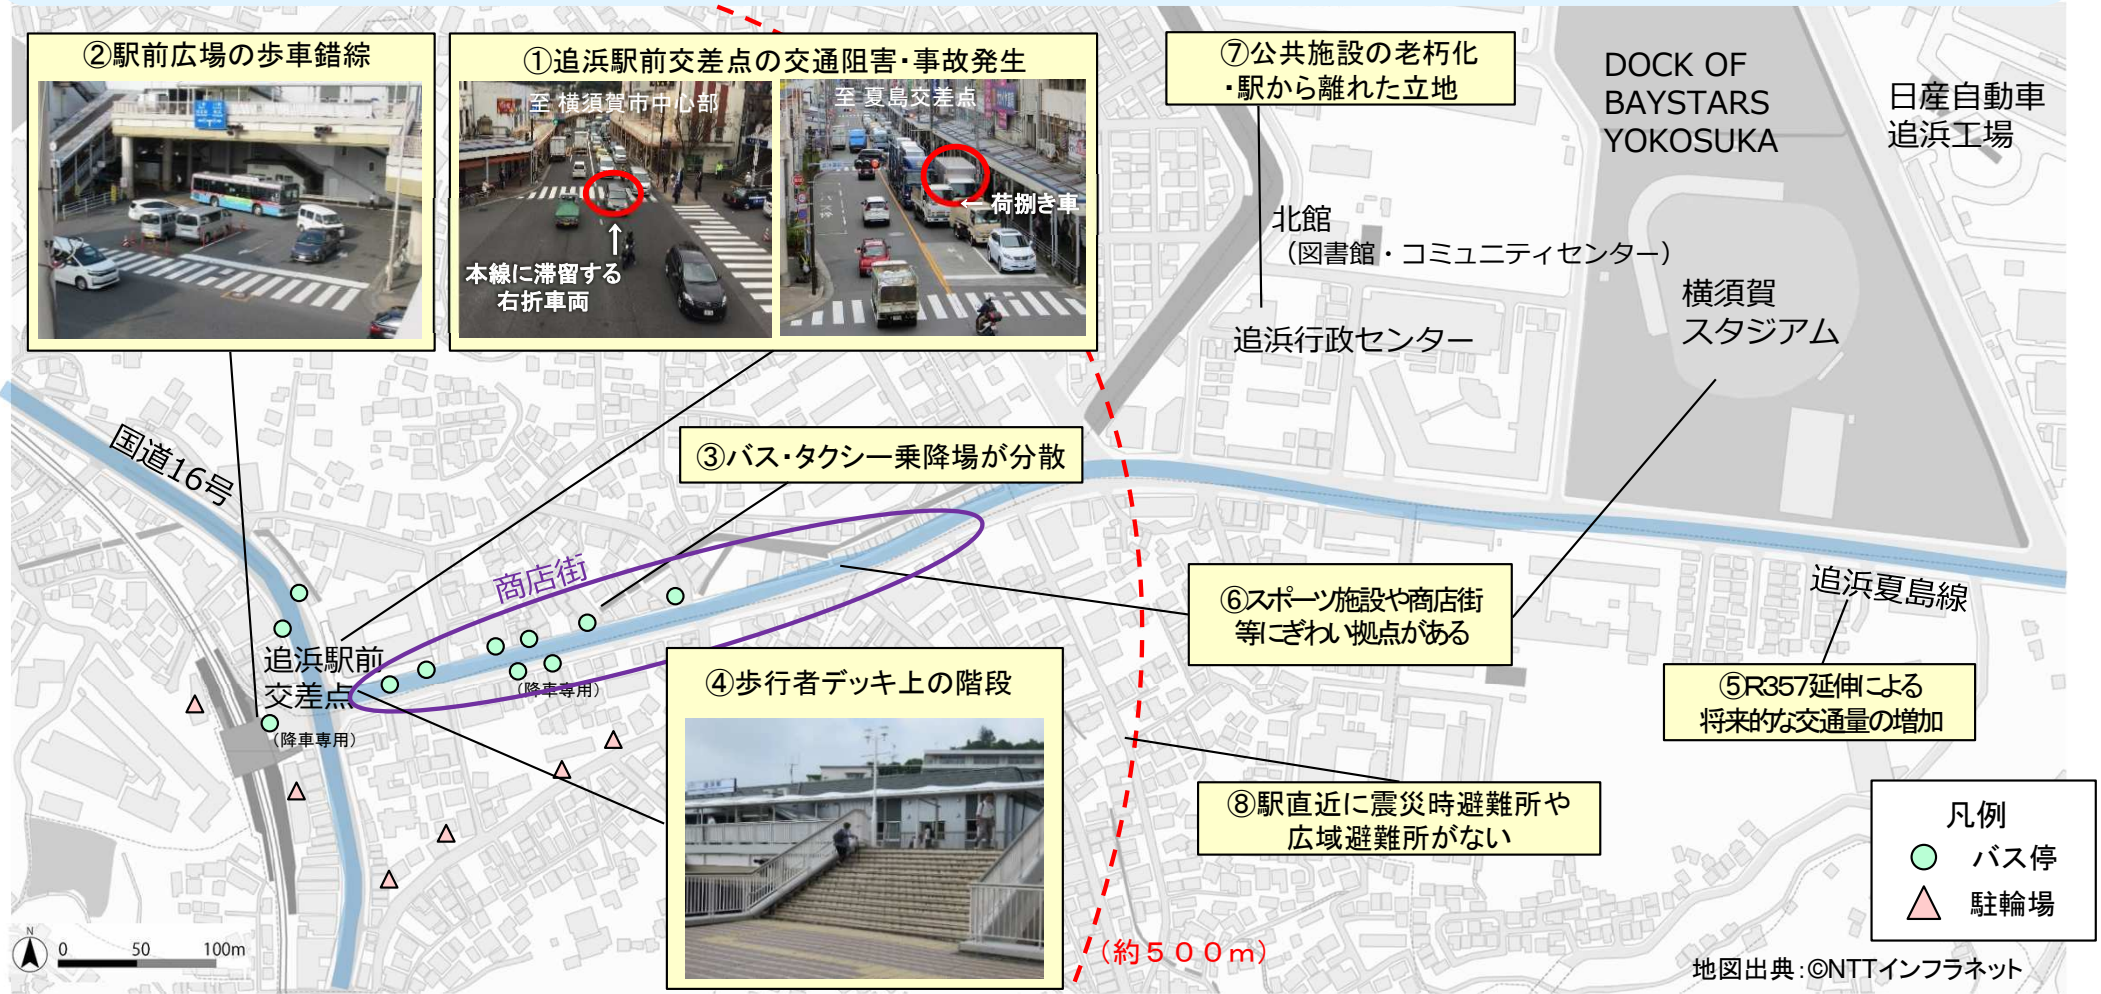 ②駅前広場の歩車錯綜
①追浜駅前交差点の交通阻害・事故発生
至 横須賀市中心部
本線に滞留する
右折車両
至 夏島交差点
← 荷捌き車
⑦公共施設の老朽化
・駅から離れた立地
DOCK OF
BAYSTARS
YOKOSUKA
日産自動車
追浜工場
北館
（図書館・コミュニティセンター）
追浜行政センター
横須賀
スタジアム
国道16号
③バス・タクシー乗降場が分散
商店街
追浜駅前
交差点
（降車専用）
（降車専用）
④歩行者デッキ上の階段
⑥スポーツ施設や商店街
等にぎわい拠点がある
追浜夏島線
⑤R357延伸による
将来的な交通量の増加
⑧駅直近に震災時避難所や
広域避難所がない
（約５００ｍ）
凡例
バス停
駐輪場
N
0 50 100m
地図出典：©NTTインフラネット